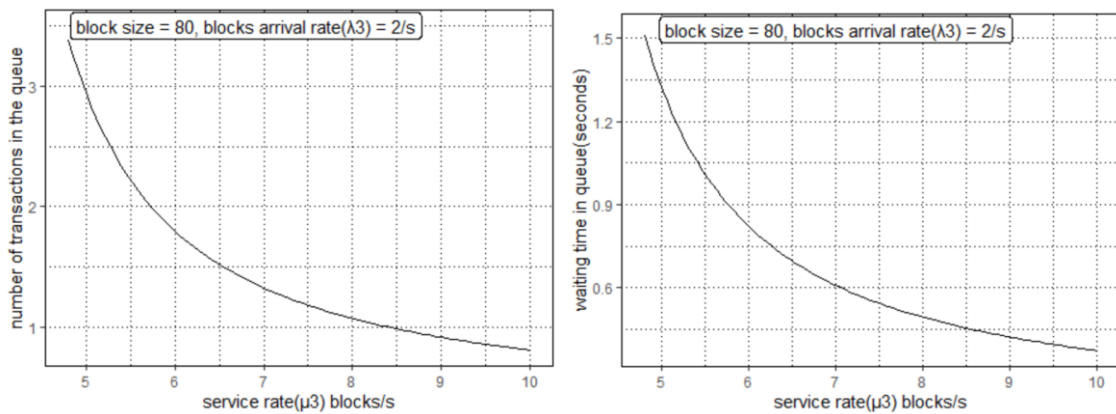 block size = 80, blocks arrival rate(λ3) = 2/s
number of transactions in the queue
3
2
1
5 6 7 8 9 10
service rate(μ3) blocks/s
block size = 80, blocks arrival rate(λ3) = 2/s
waiting time in queue(seconds)
1.5
1.2
0.9
0.6
5 6 7 8 9 10
service rate(μ3) blocks/s